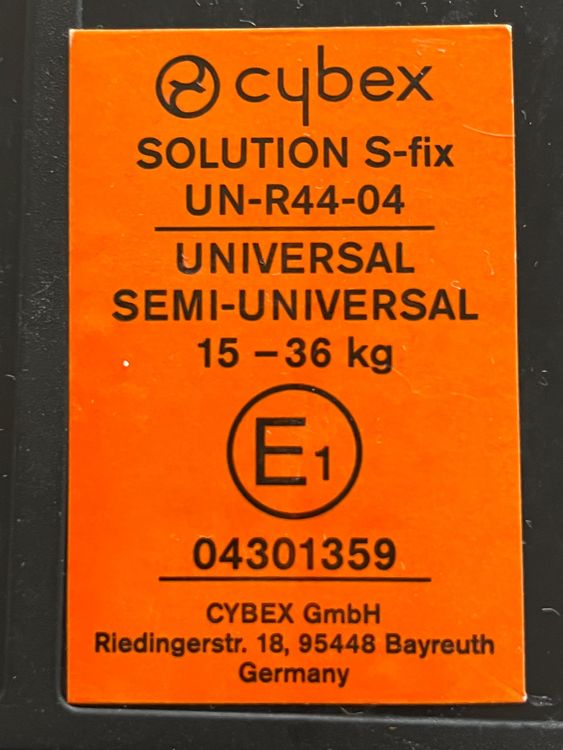 cybex
SOLUTION S-fix
UN-R44-04
UNIVERSAL
SEMI-UNIVERSAL
15 – 36 kg
E1
04301359
CYBEX GmbH
Riedingerstr. 18, 95448 Bayreuth
Germany